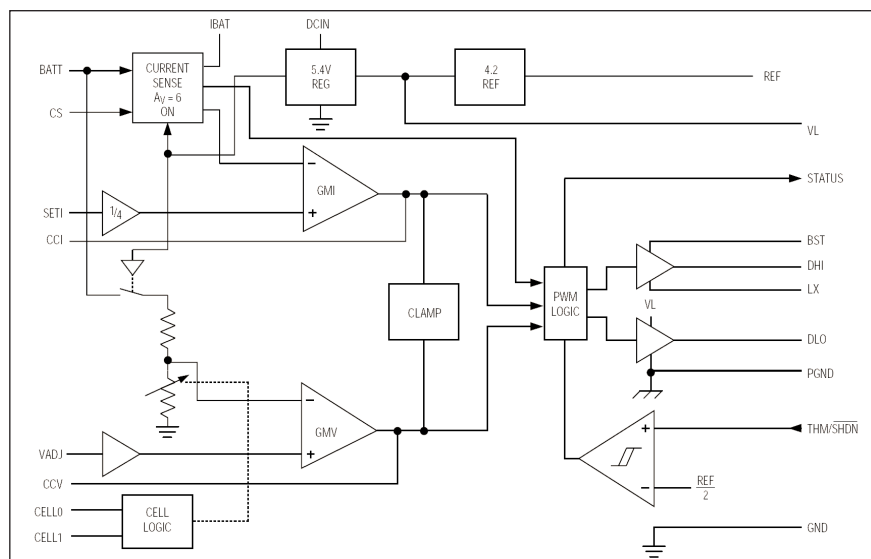 IBAT
DCIN
BATT
CURRENT
SENSE
AV = 6
ON
5.4V
REG
4.2
REF
REF
CS
VL
–
GMI
+
STATUS
SETI
1/4
CCI
BST
DHI
LX
PWM
LOGIC
CLAMP
VL
DLO
PGND
–
GMV
+
+
THM/SHDN
–
REF
2
VADJ
CCV
CELL0
CELL
LOGIC
CELL1
GND